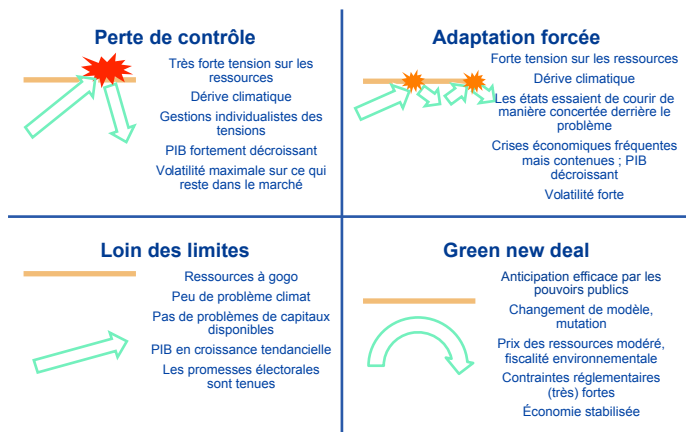 Perte de contrôle
Très forte tension sur les
ressources
Dérive climatique
Gestions individualistes des
tensions
PIB fortement décroissant
Volatilité maximale sur ce qui
reste dans le marché
Adaptation forcée
Forte tension sur les ressources
Dérive climatique
Les états essaient de courir de
manière concertée derrière le
problème
Crises économiques fréquentes
mais contenues ; PIB
décroissant
Volatilité forte
Loin des limites
Ressources à gogo
Peu de problème climat
Pas de problèmes de capitaux
disponibles
PIB en croissance tendancielle
Les promesses électorales
sont tenues
Green new deal
Anticipation efficace par les
pouvoirs publics
Changement de modèle,
mutation
Prix des ressources modéré,
fiscalité environnementale
Contraintes réglementaires
(très) fortes
Économie stabilisée